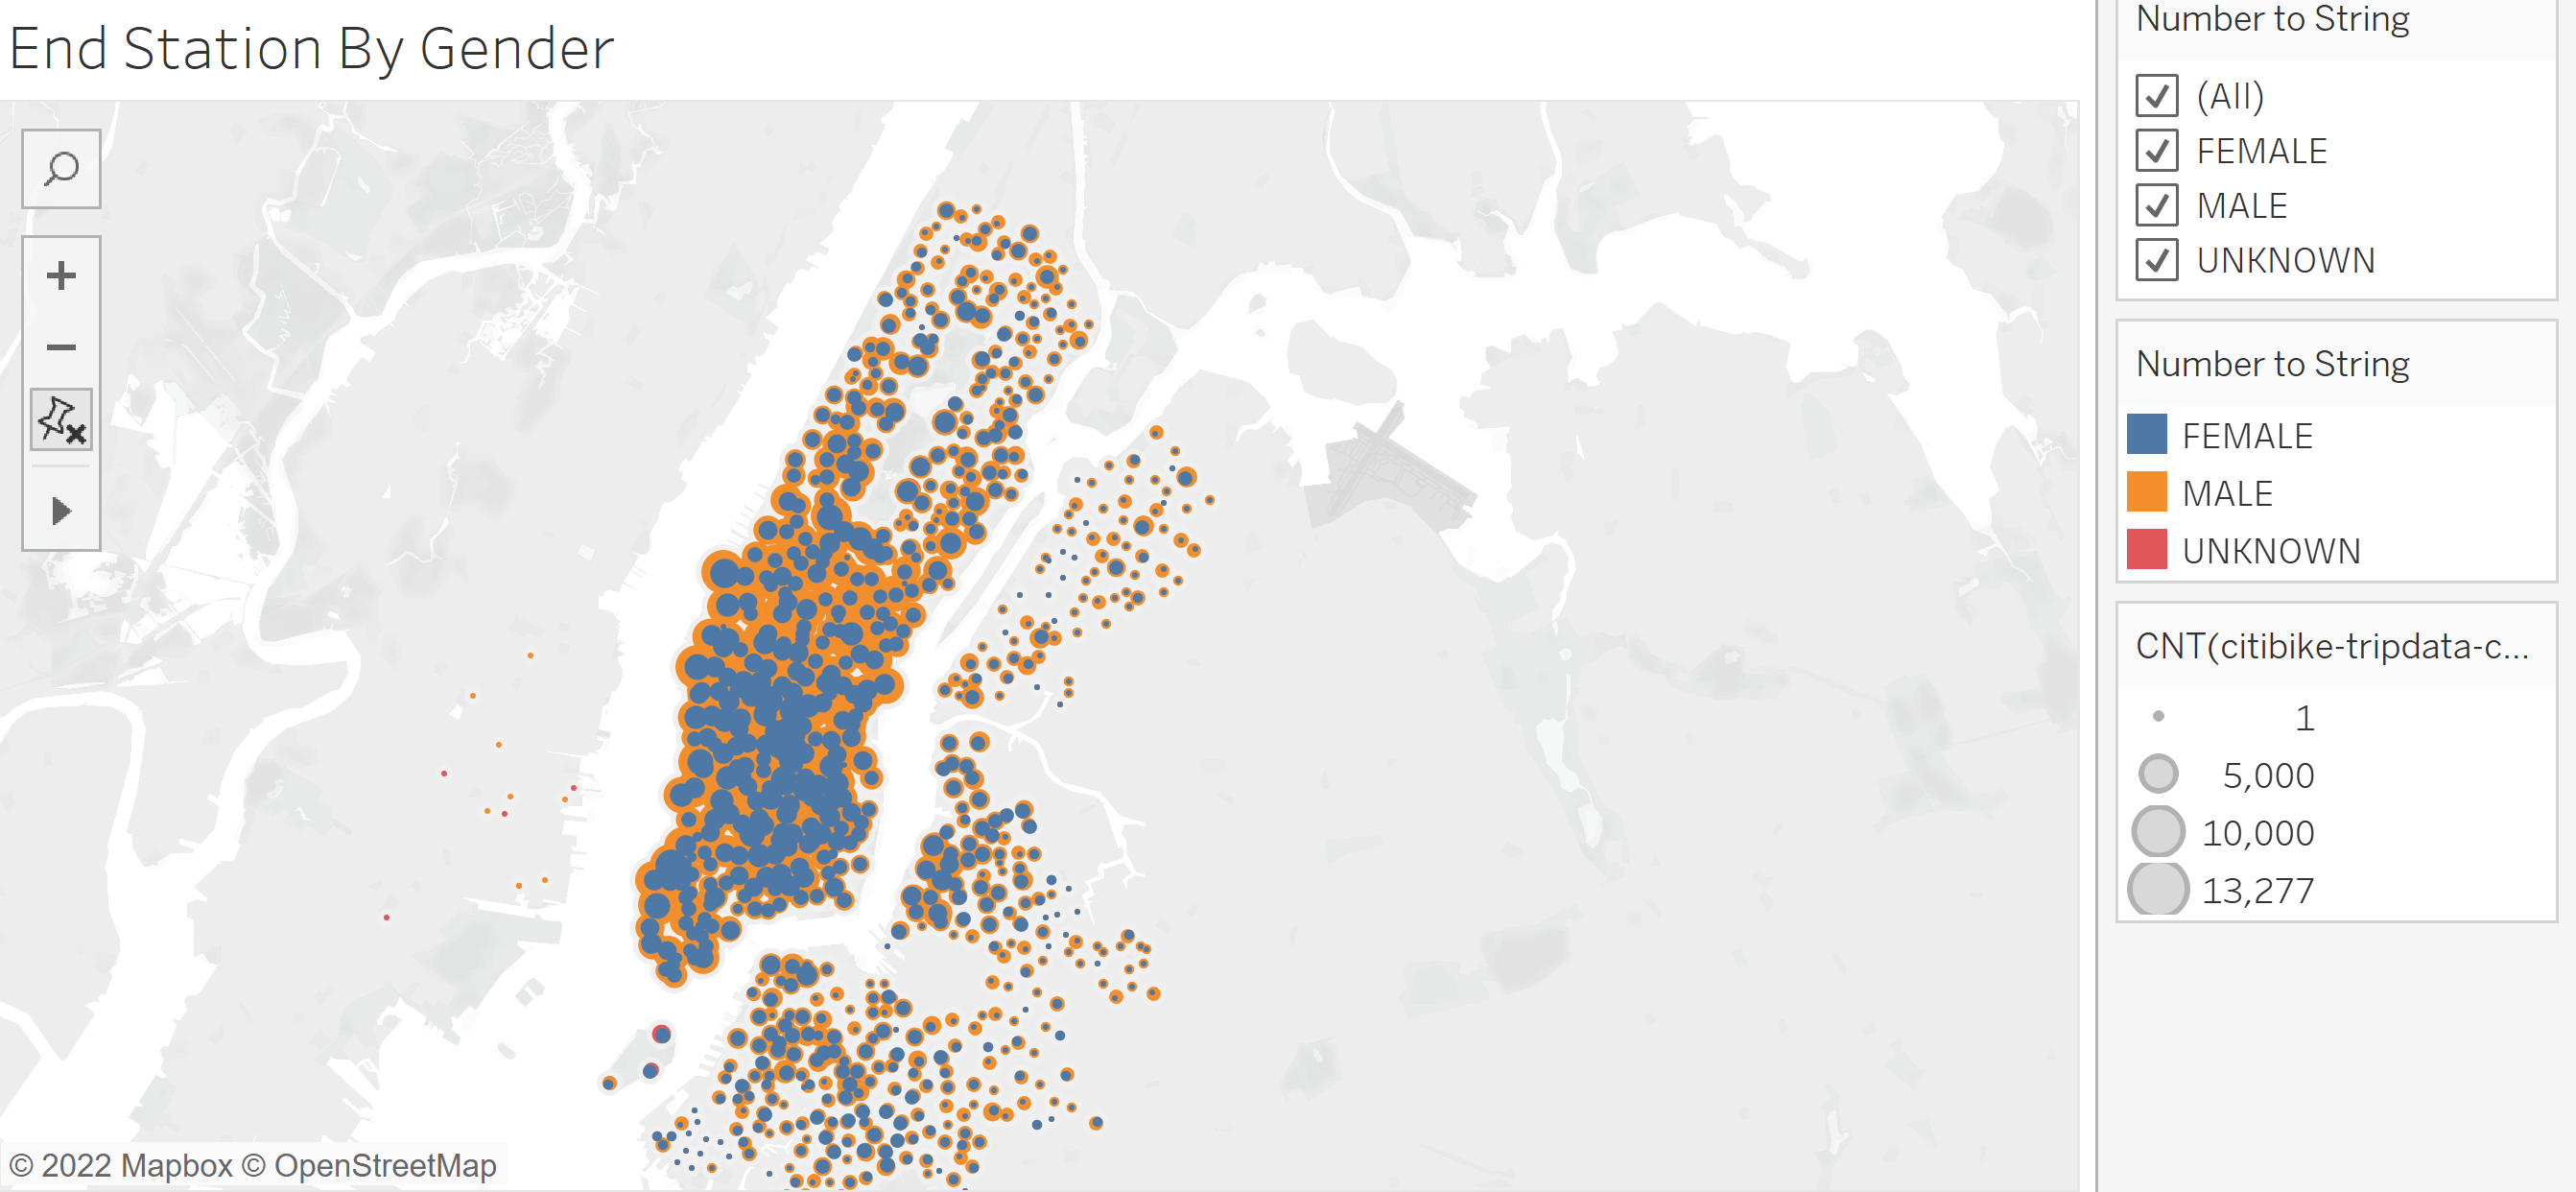 End Station By Gender
Number to String
(All)
FEMALE
MALE
UNKNOWN
Number to String
FEMALE
MALE
UNKNOWN
CNT(citibike-tripdata-c...
1
5,000
10,000
13,277
© 2022 Mapbox © OpenStreetMap